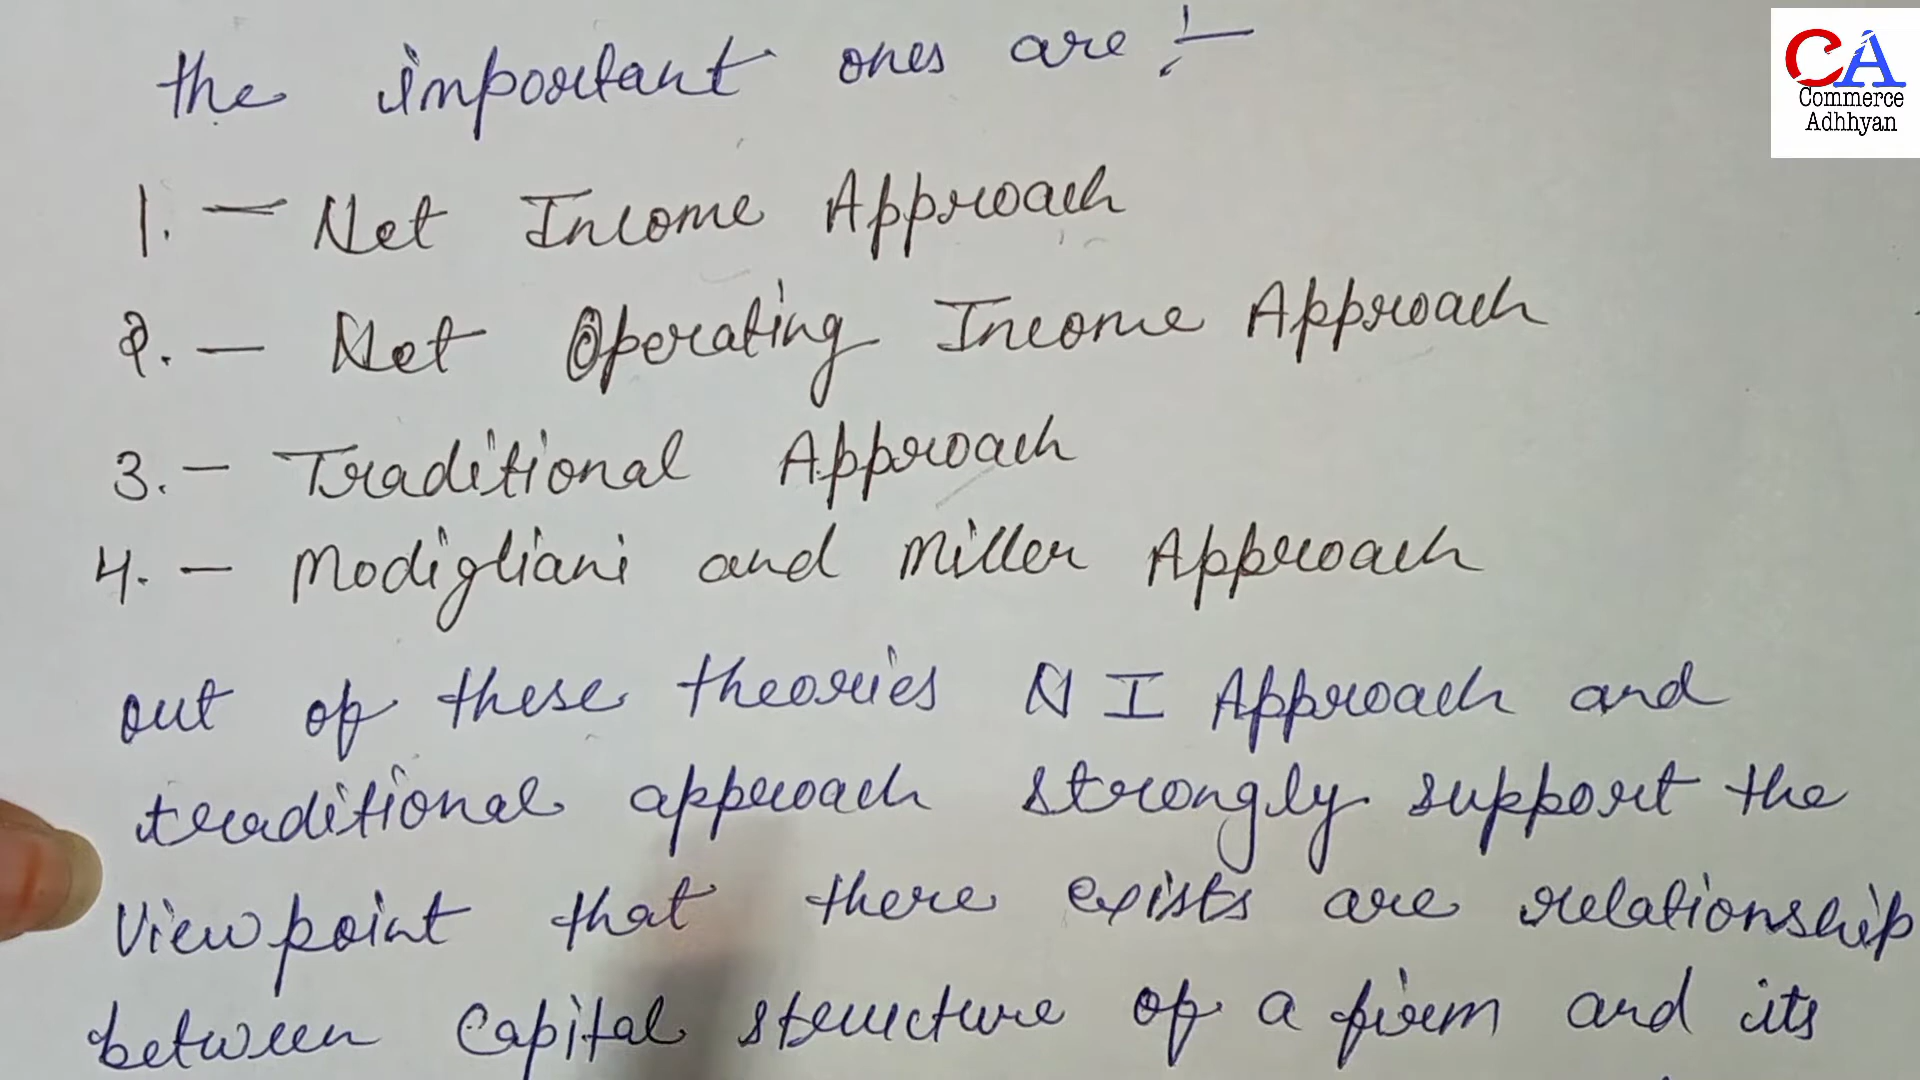 the important ones are :-
CA
Commerce
Adhhyan
1. - Net Income Approach
2. - Net Operating Income Approach
3. - Traditional Approach
4. - Modigliani and Miller Approach
out of these theories N I Approach and
traditional approach strongly support the
viewpoint that there exists are relationship
between capital structure of a firm and its